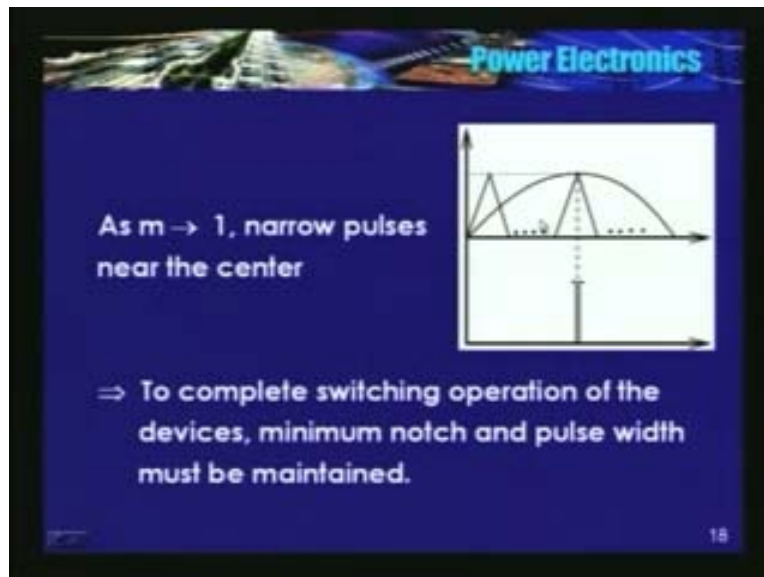 Power Electronics
As m → 1, narrow pulses
near the center
⇒ To complete switching operation of the
devices, minimum notch and pulse width
must be maintained.
18